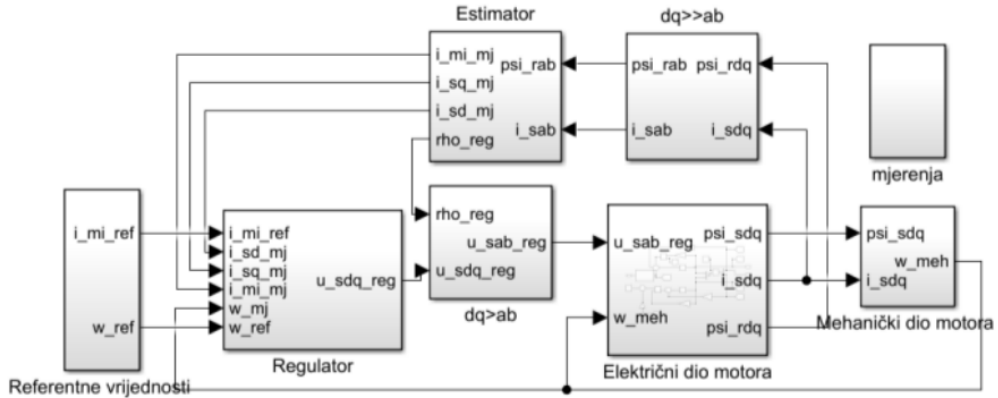 Estimator
dq>>ab
i_mi_mj
i_sq_mj
i_sd_mj
rho_reg
psi_rab
i_sab
psi_rab
psi_rdq
i_sab
i_sdq
mjerenja
i_mi_ref
w_ref
Referentne vrijednosti
i_mi_ref
i_sd_mj
i_sq_mj
i_mi_mj
w_mj
w_ref
u_sdq_reg
Regulator
rho_reg
u_sab_reg
u_sdq_reg
dq>ab
u_sab_reg
w_meh
psi_sdq
i_sdq
psi_rdq
Električni dio motora
psi_sdq
w_meh
i_sdq
Mehanički dio motora